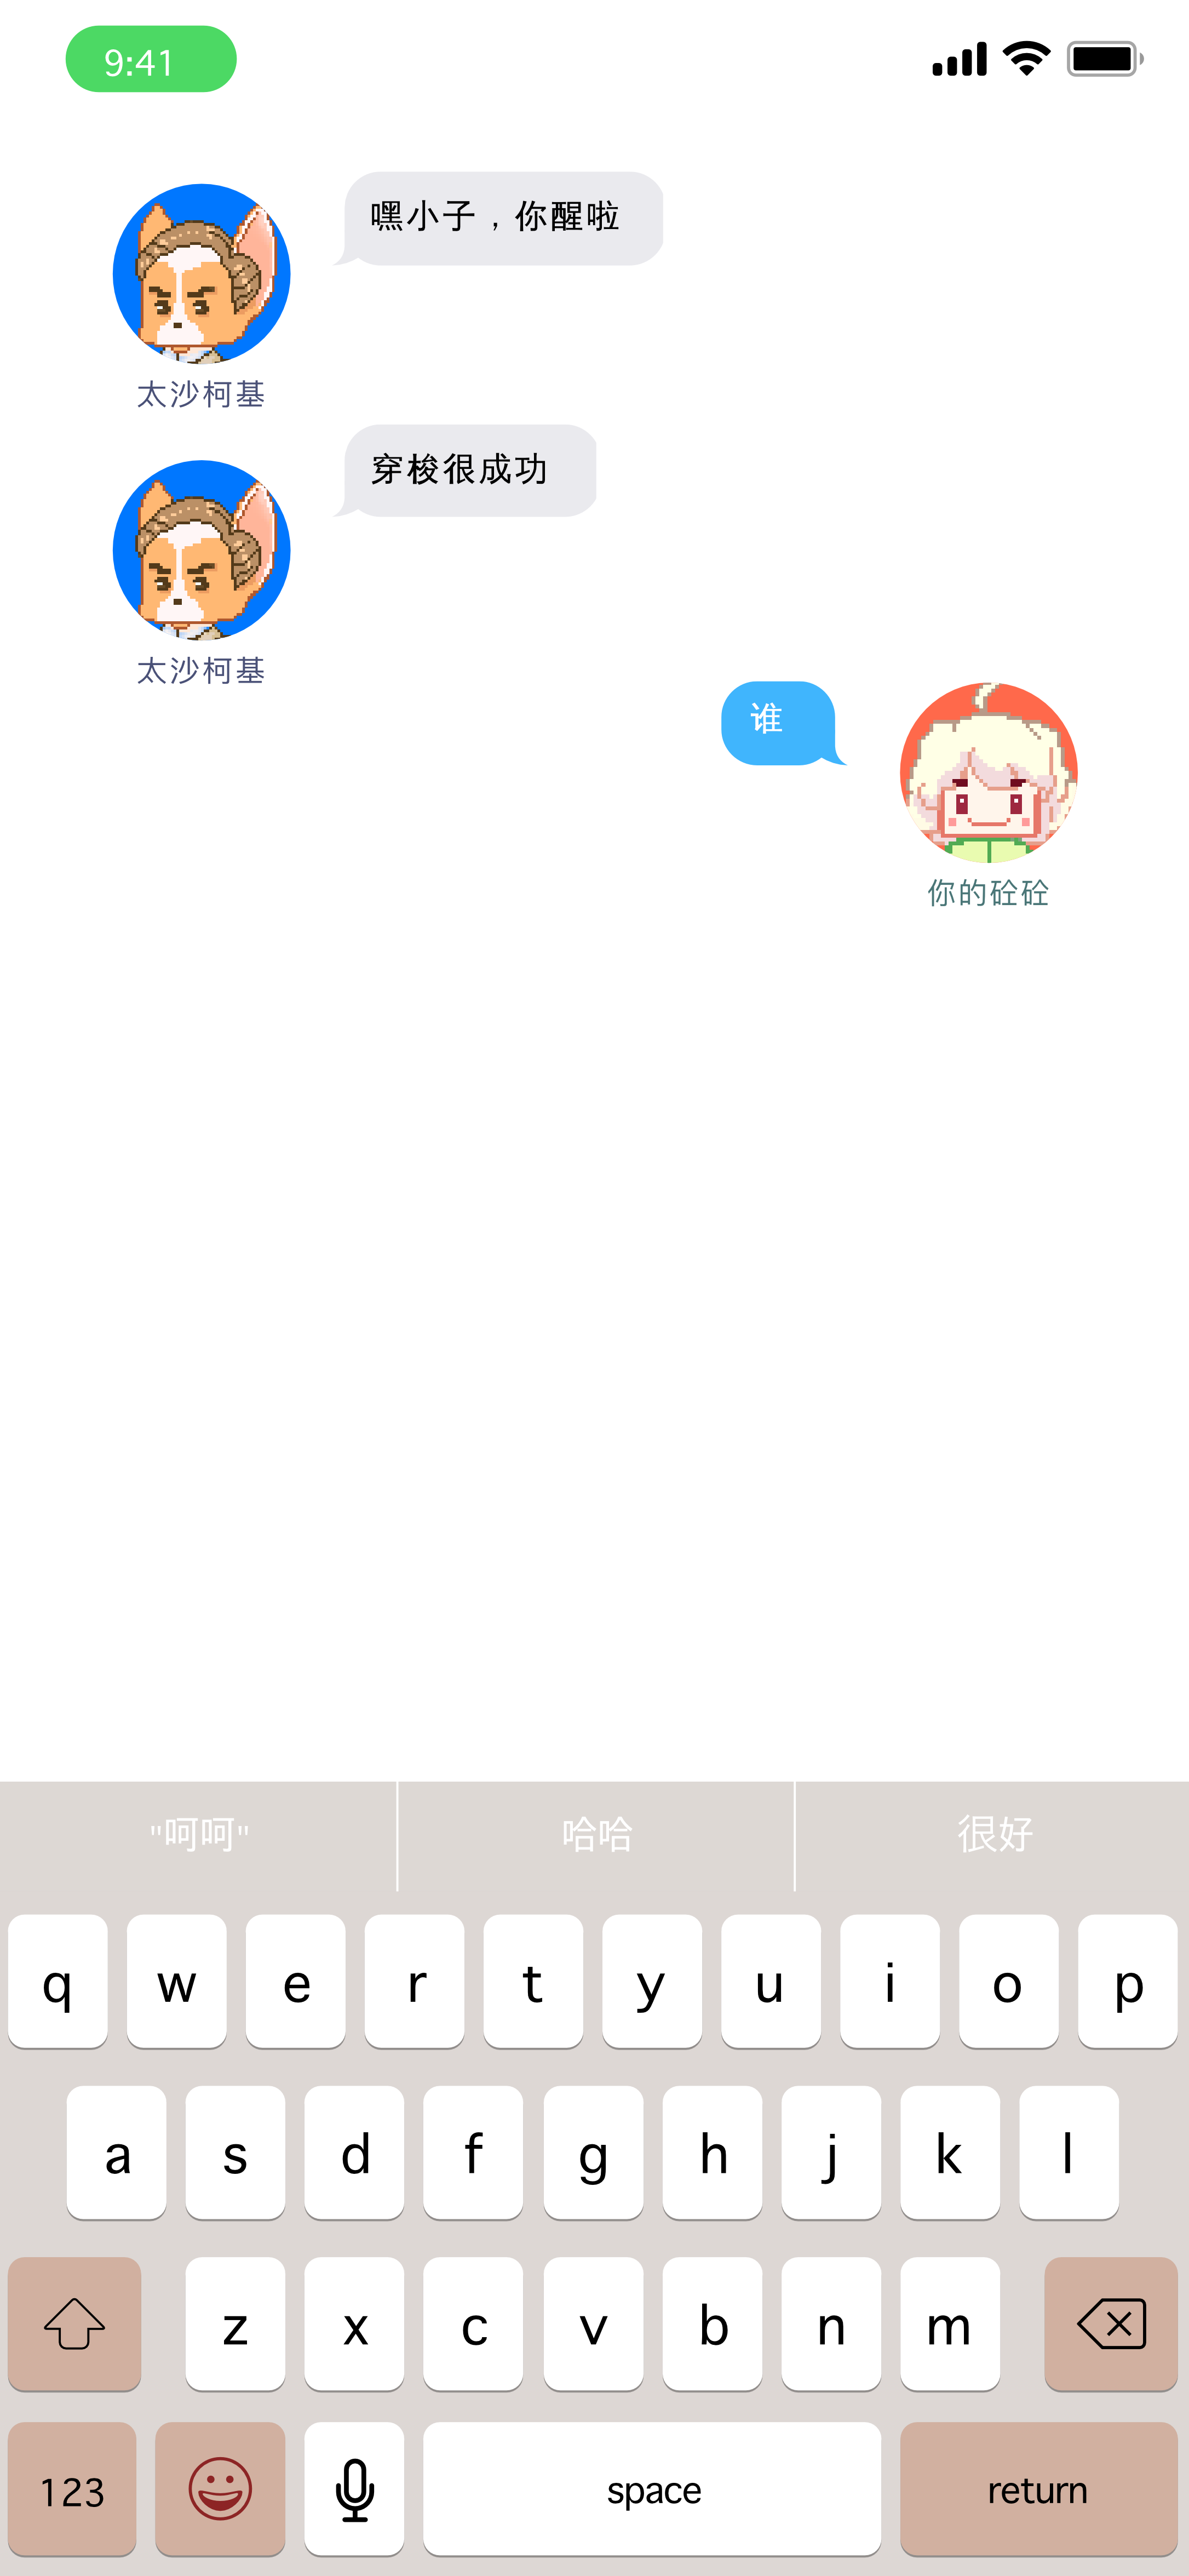 9:41
嘿小子，你醒啦
太沙柯基
穿梭很成功
太沙柯基
谁
你的砼砼
"呵呵" 哈哈 很好
q w e r t y u i o p
a s d f g h j k l
z x c v b n m
123 space return